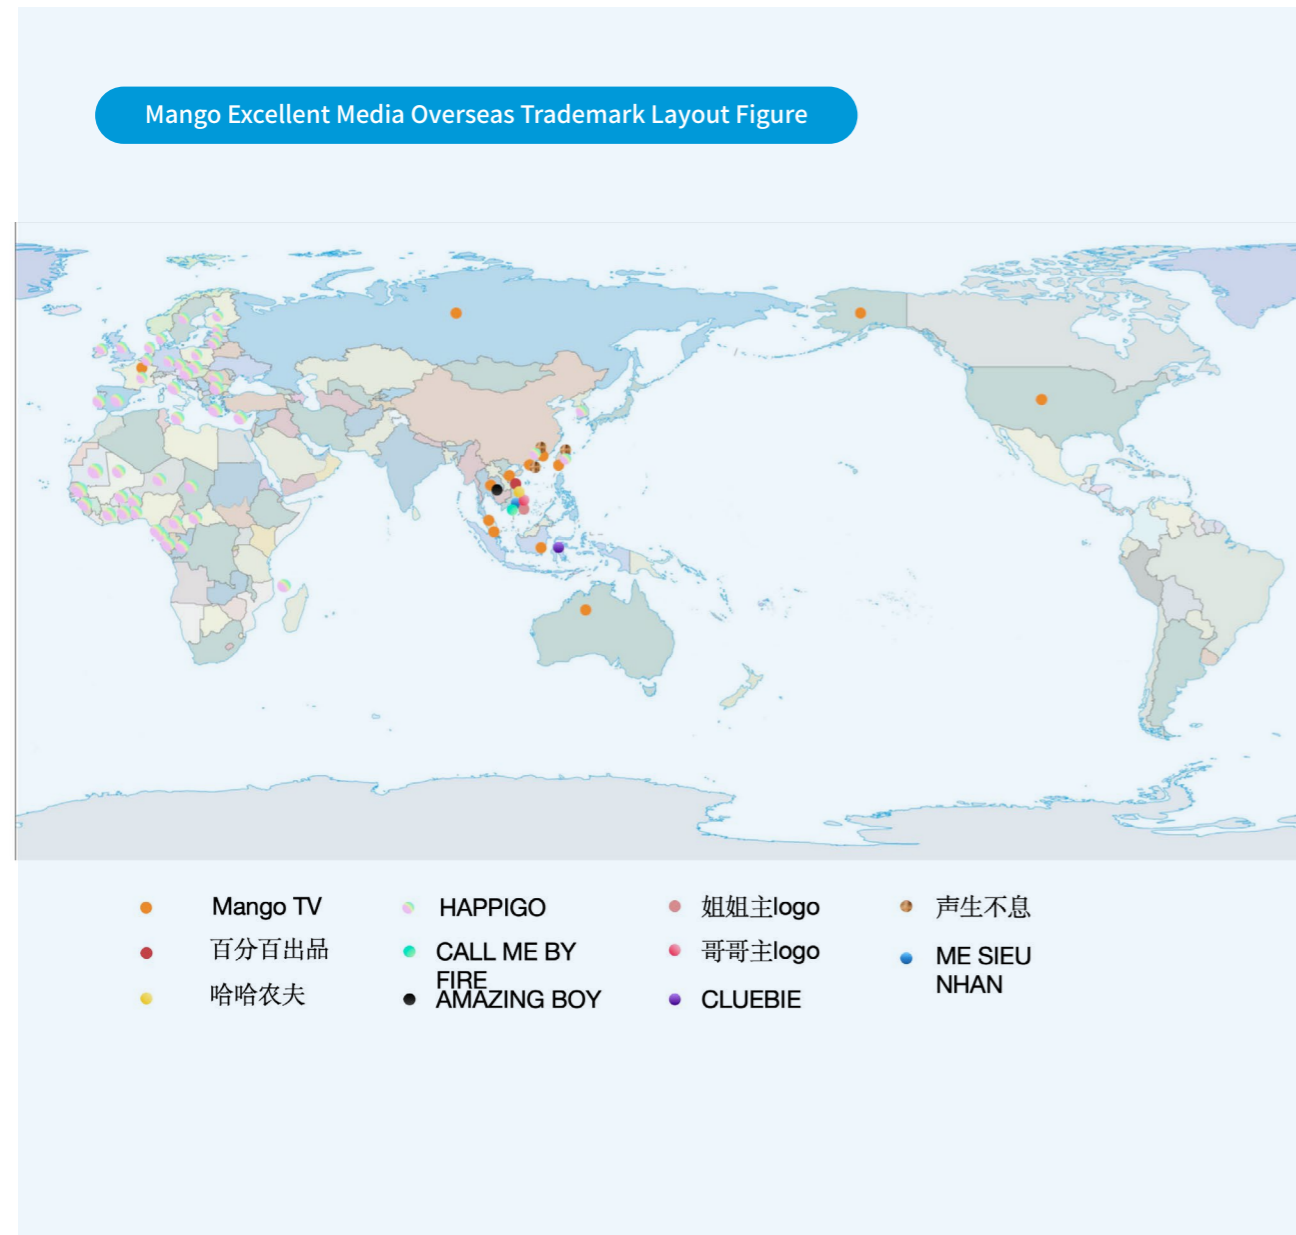 Mango Excellent Media Overseas Trademark Layout Figure
Mango TV
HAPPIGO
姐姐主logo
声生不息
百分百出品
CALL ME BY
FIRE
哥哥主logo
ME SIEU
NHAN
哈哈农夫
AMAZING BOY
CLUEBIE